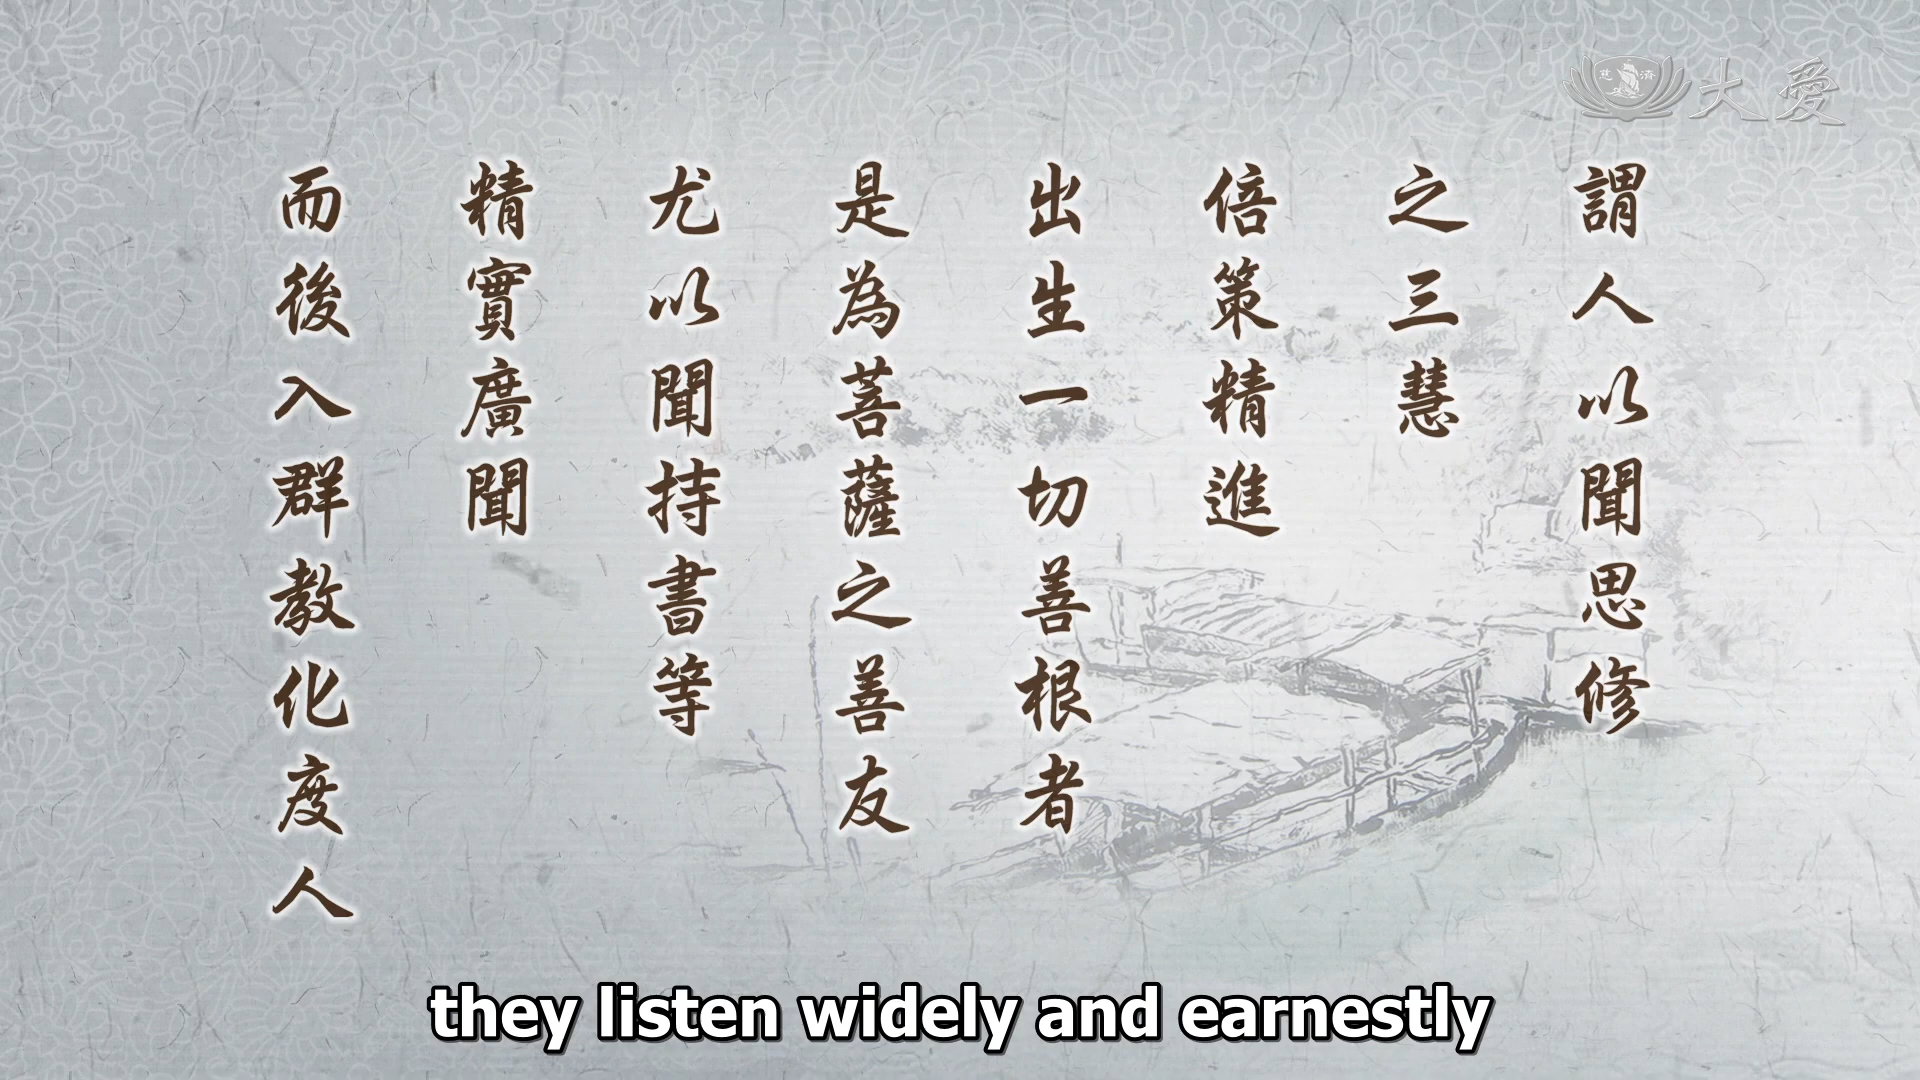 慈濟
大愛
謂人以聞思修
之三慧
倍策精進
出生一切善根者
是為菩薩之善友
尤以聞持書等
精實廣聞
而後入群教化度人
they listen widely and earnestly